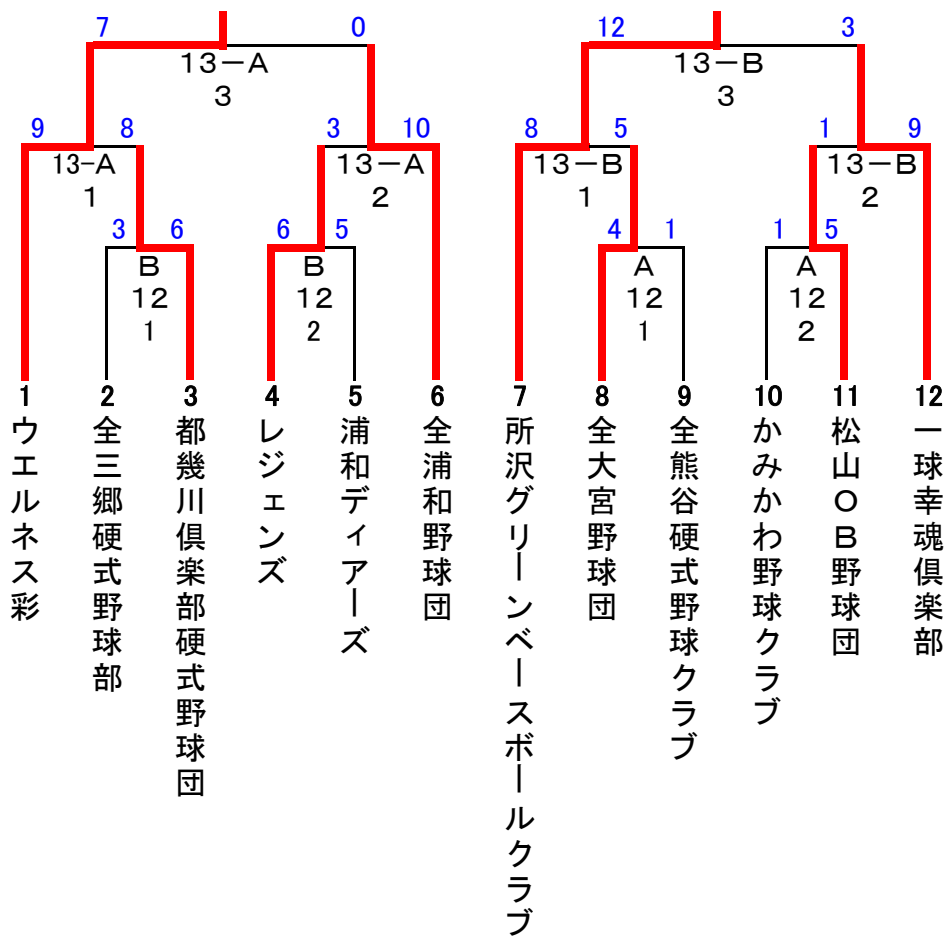 7 0 12 3
13-A 13-B
3 3
9 8 3 10 8 5 1 9
13-A 13-A 13-B 13-B
1 2 1 2
3 6 6 5 4 1 1 5
B B A A
12 12 12 12
1 2 1 2
1 2 3 4 5 6 7 8 9 10 11 12
ウエルネス彩
全三郷硬式野球部
都幾川倶楽部硬式野球団
レジェンズ
浦和ディアーズ
全浦和野球団
所沢グリーンベースボールクラブ
全大宮野球団
全熊谷硬式野球クラブ
かみかわ野球クラブ
松山OB野球団
一球幸魂倶楽部